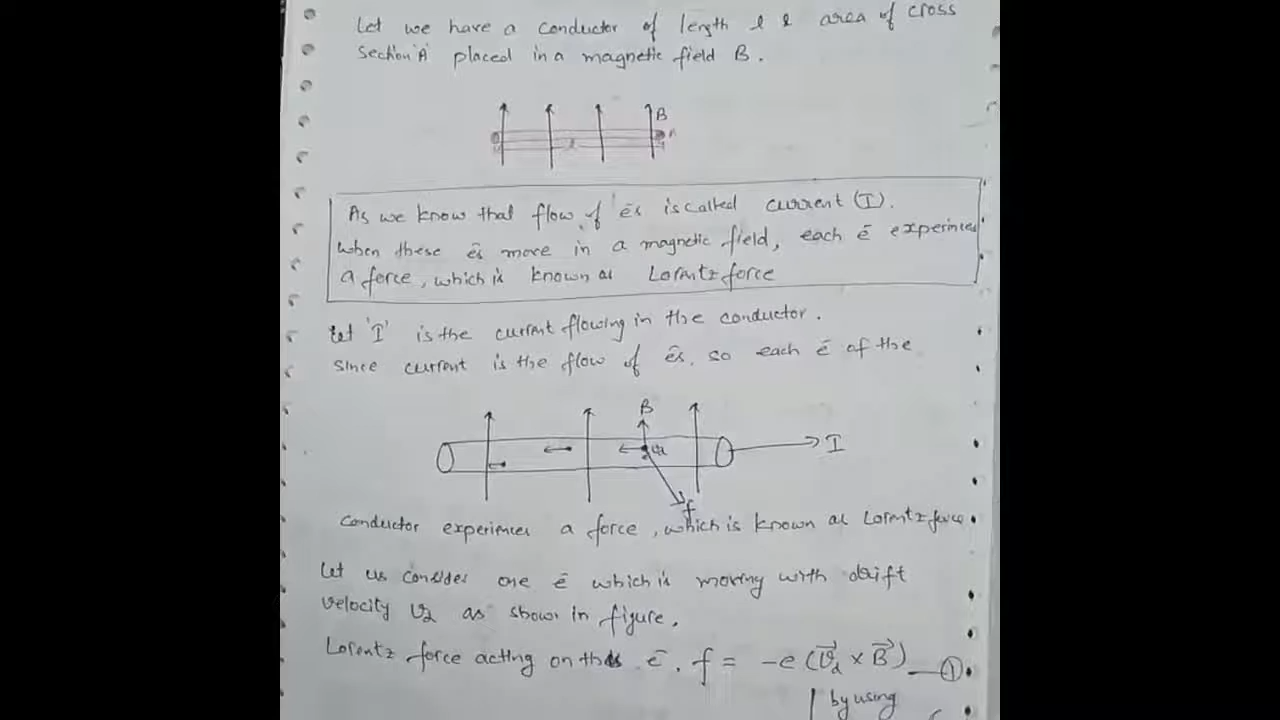 Let we have a conductor of length l & area of cross
section 'A' placed in a magnetic field B.
B
A
l
As we know that flow of ēs is called current (I).
When these ēs move in a magnetic field, each ē experinces
a force, which is known as Lorentz force
Let 'I' is the current flowing in the conductor.
Since current is the flow of ēs. so each ē of the
B
I
f
conductor experiences a force, which is known as Lorentz force.
Let us consider one ē which is moving with drift
velocity vd as shown in figure.
Lorentz force acting on this ē. f = -e (v⃗d × B⃗) —①
by using